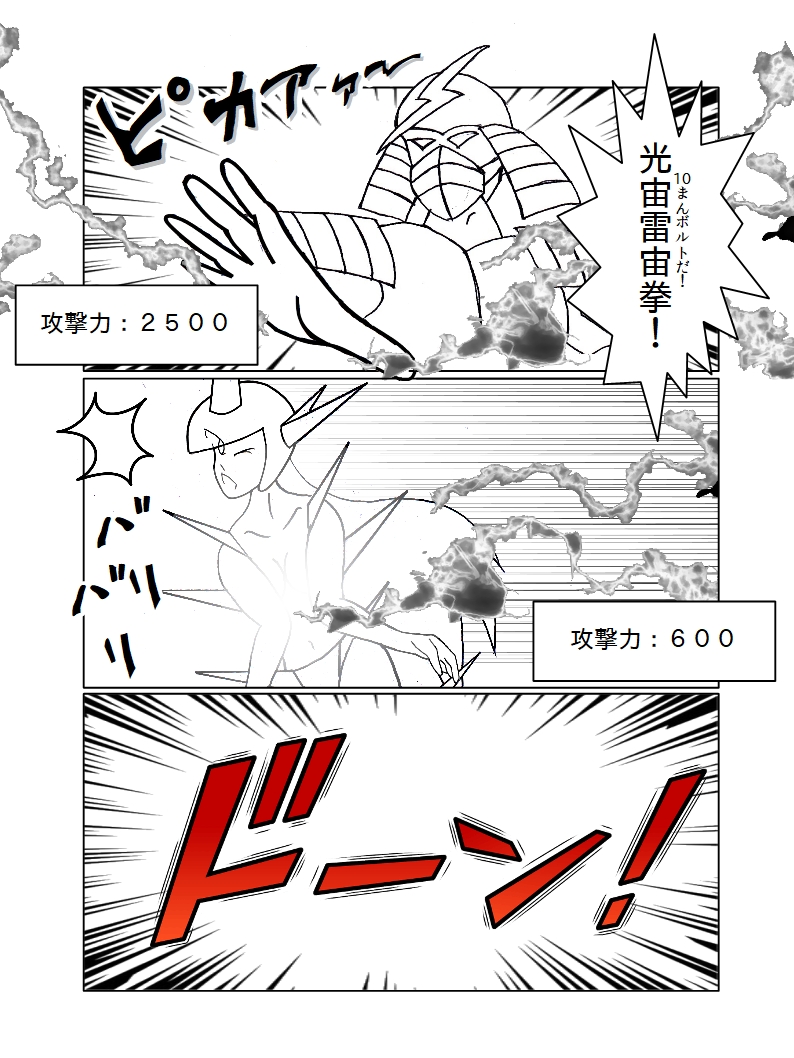 光宙雷宙拳！
10まんボルトだ！
ピカアァ～
攻撃力：２５００
バ
バリ
リ
攻撃力：６００
ドーン！